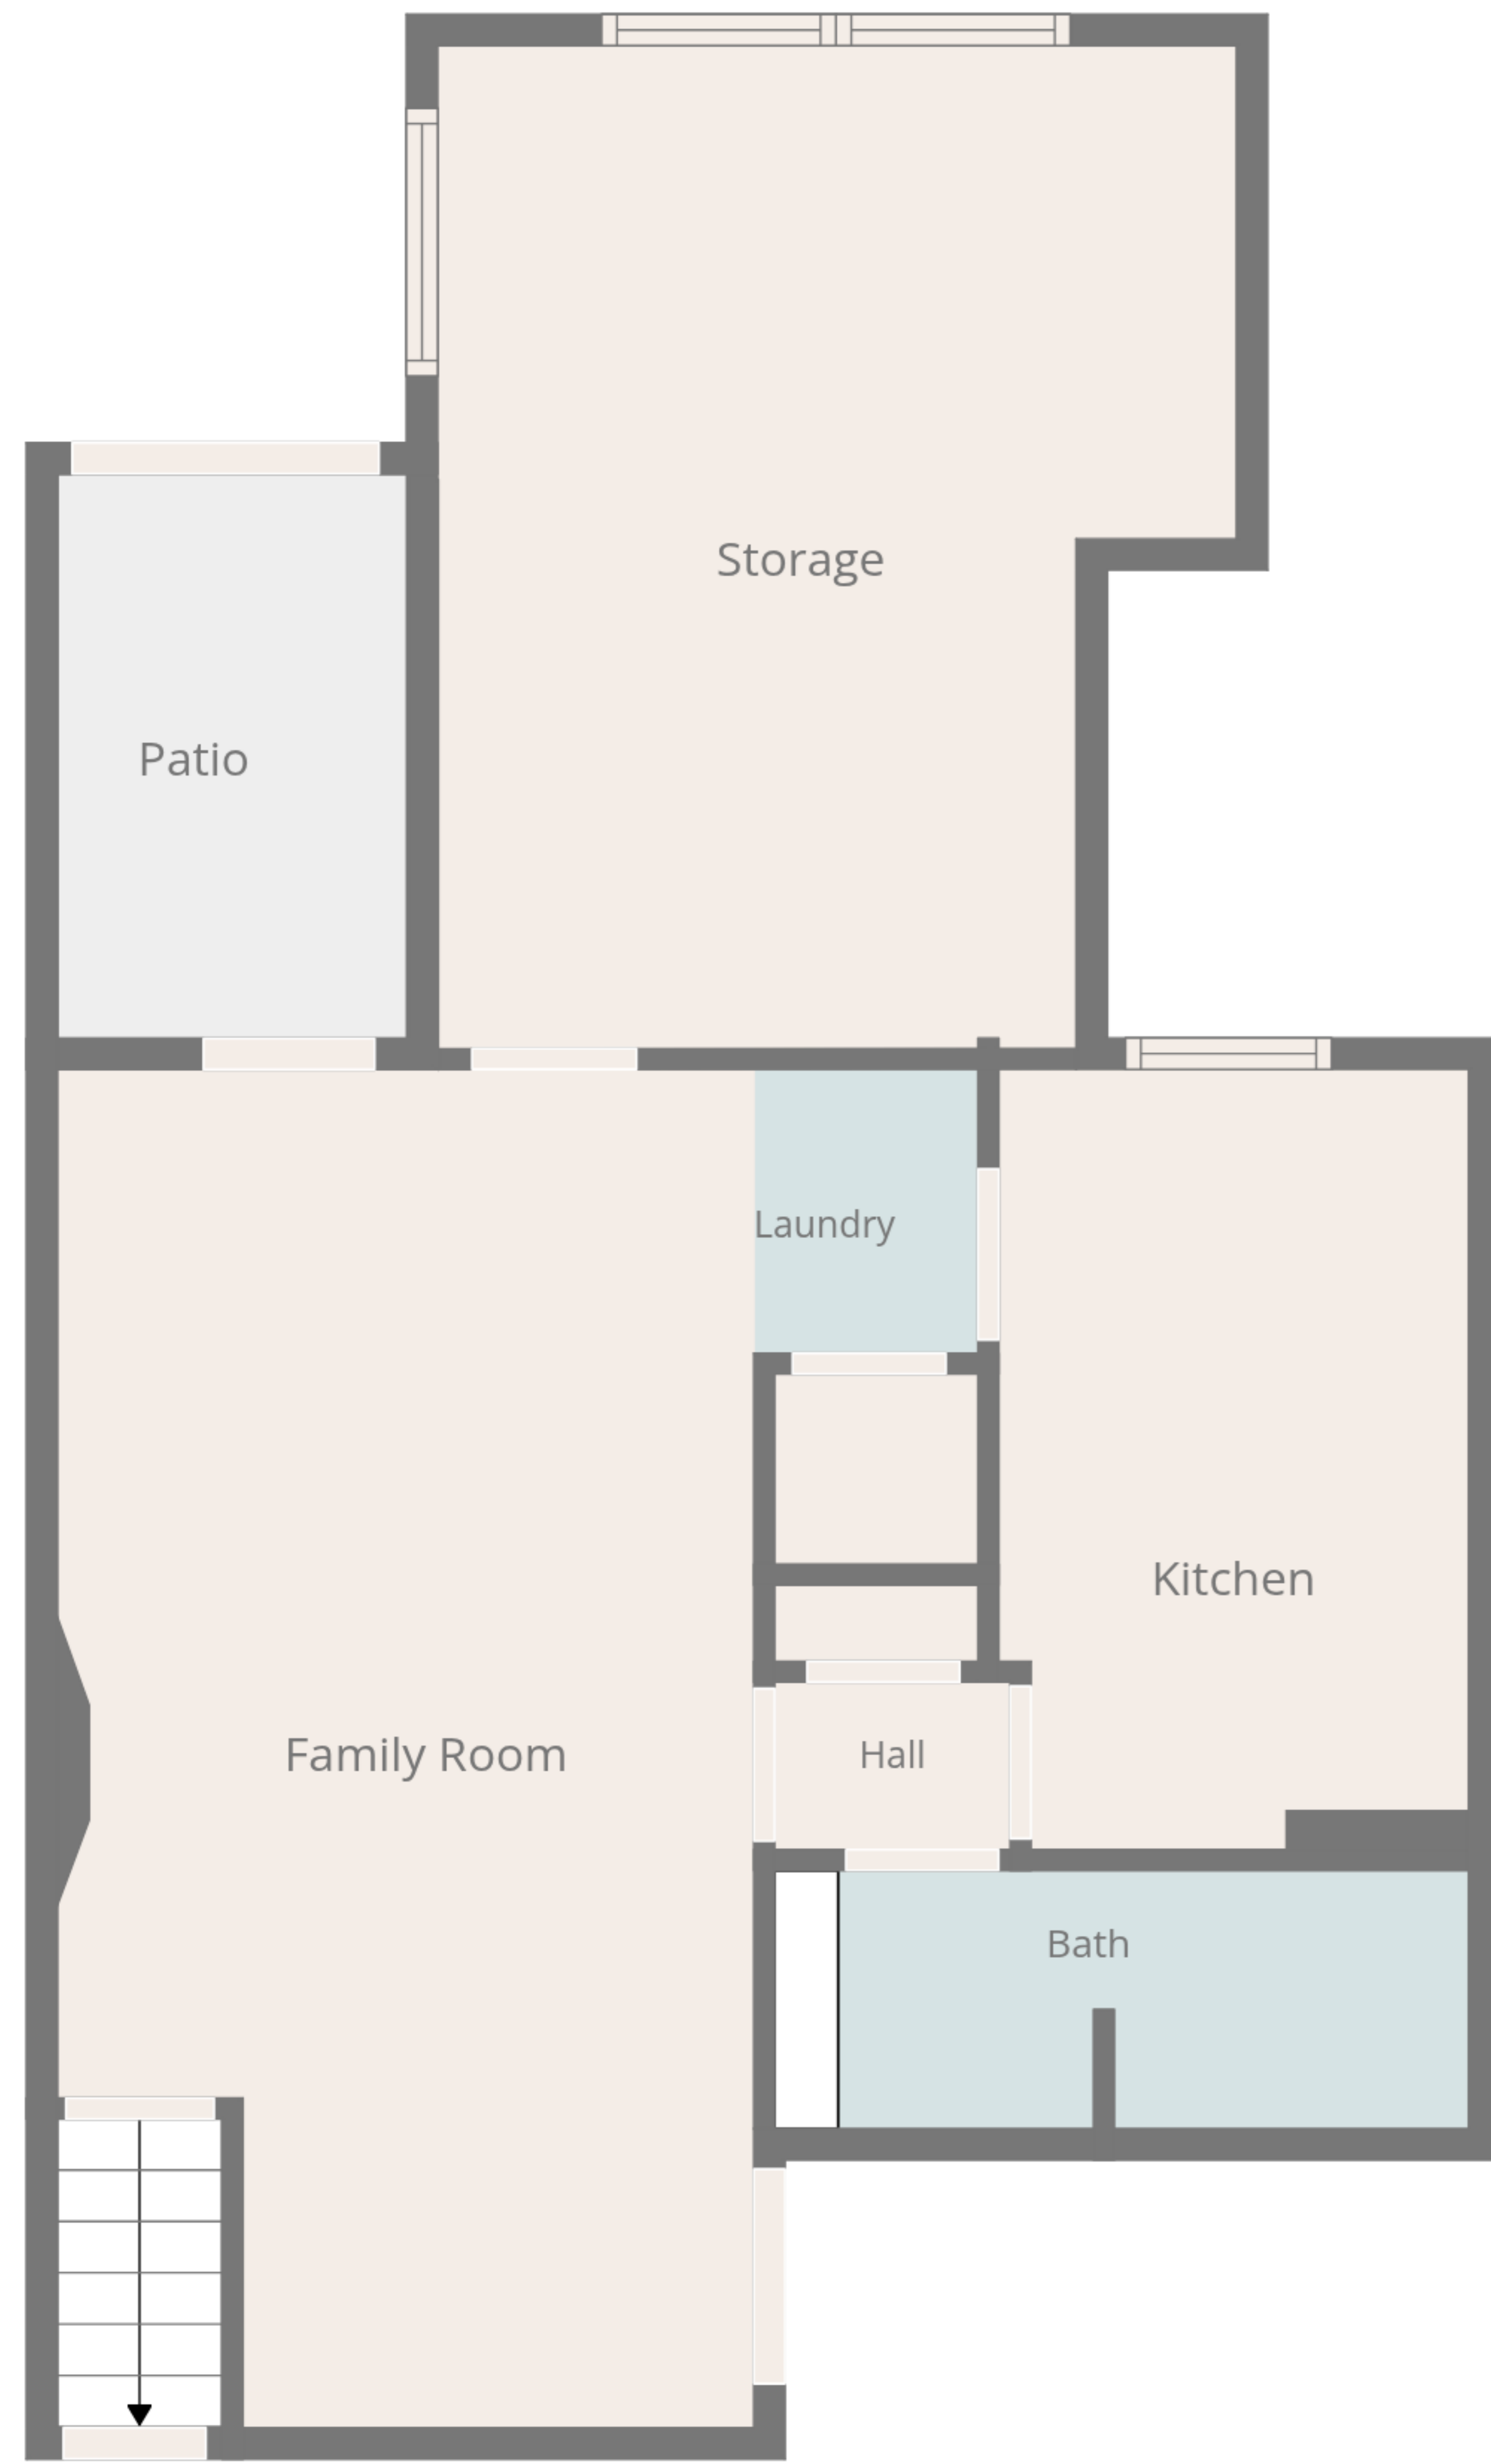 Storage
Patio
Laundry
Kitchen
Family Room
Hall
Bath